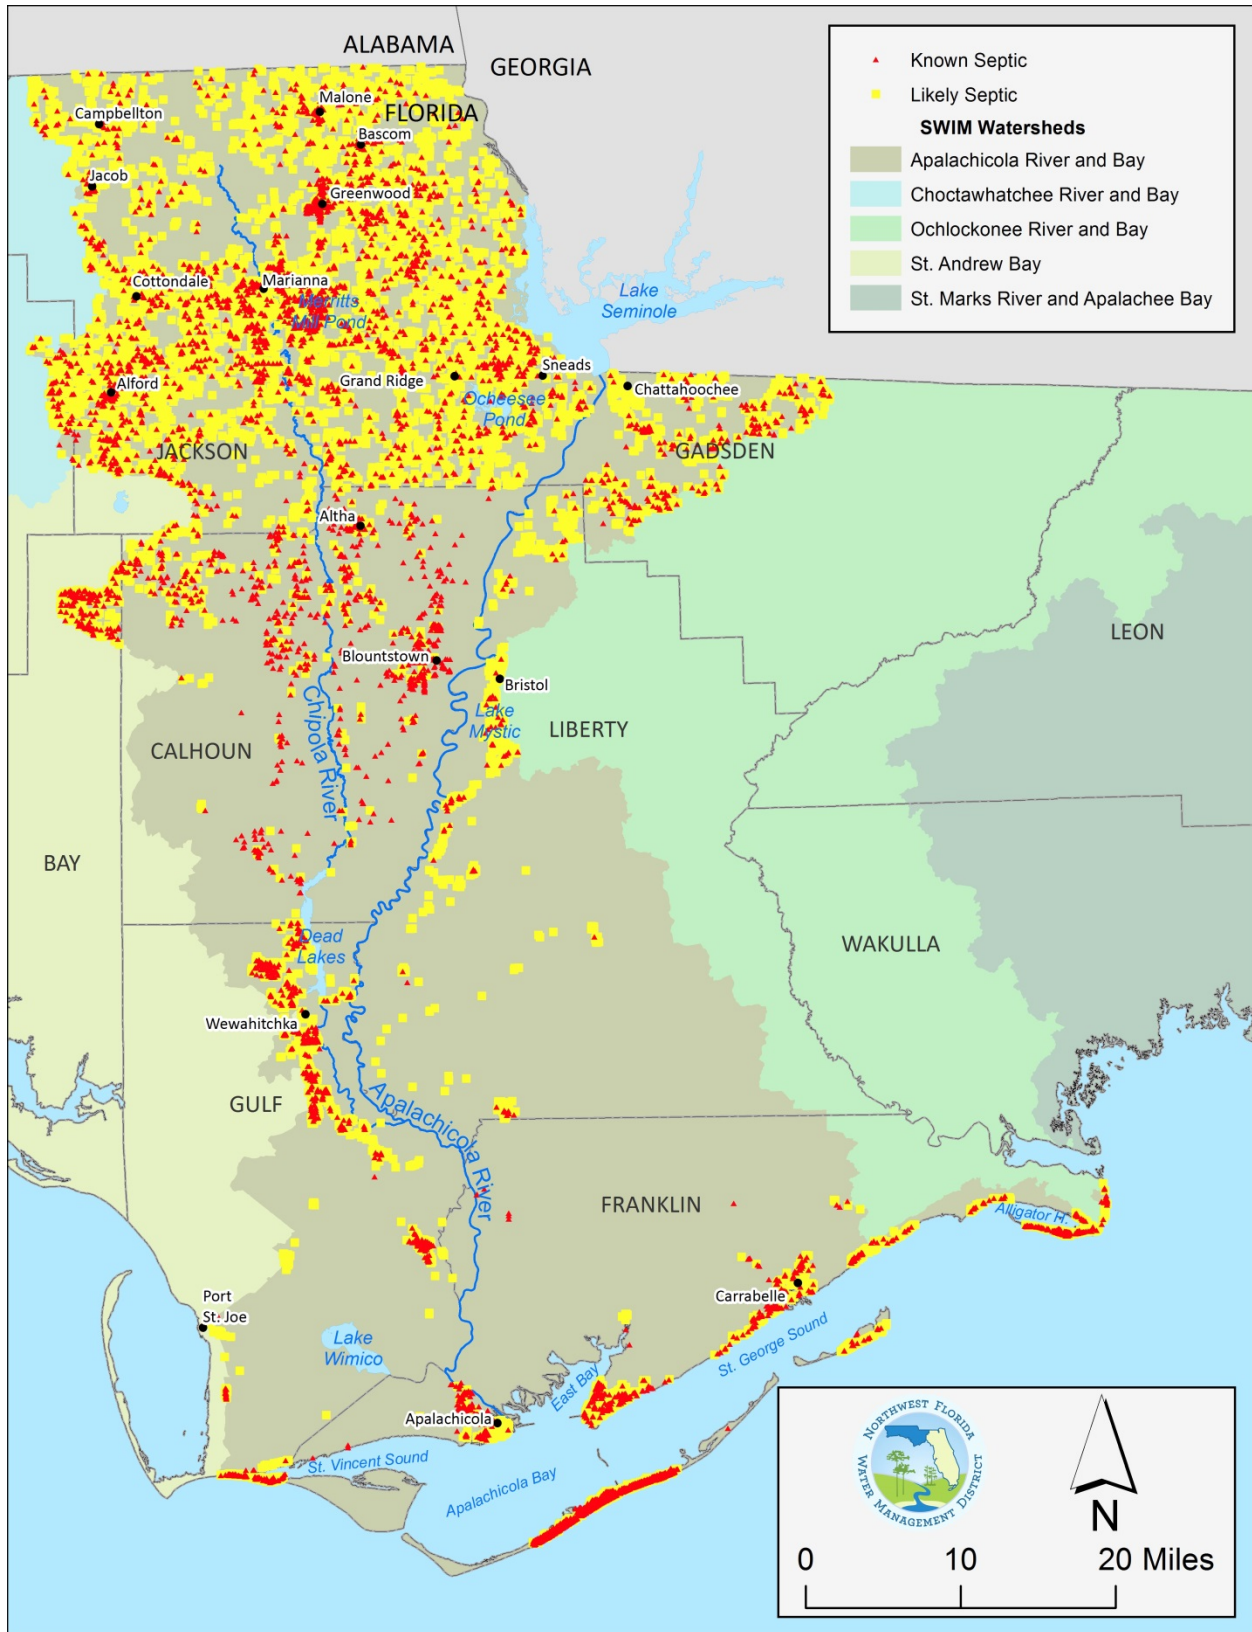 ALABAMA
GEORGIA
FLORIDA
Known Septic
Likely Septic
SWIM Watersheds
Apalachicola River and Bay
Choctawhatchee River and Bay
Ochlockonee River and Bay
St. Andrew Bay
St. Marks River and Apalachee Bay
Campbellton
Malone
Bascom
Jacob
Greenwood
Cottondale
Marianna
Merritts
Mill Pond
Lake
Seminole
Alford
Grand Ridge
Sneads
Chattahoochee
Ocheesee
Pond
JACKSON
GADSDEN
Altha
LEON
Blountstown
Bristol
Lake
Mystic
LIBERTY
CALHOUN
Chipola River
BAY
Dead
Lakes
WAKULLA
Wewahitchka
GULF
Apalachicola River
FRANKLIN
Alligator H.
Port
St. Joe
Carrabelle
Lake
Wimico
St. George Sound
East Bay
Apalachicola
St. Vincent Sound
Apalachicola Bay
NORTHWEST FLORIDA
WATER MANAGEMENT DISTRICT
N
0 10 20 Miles